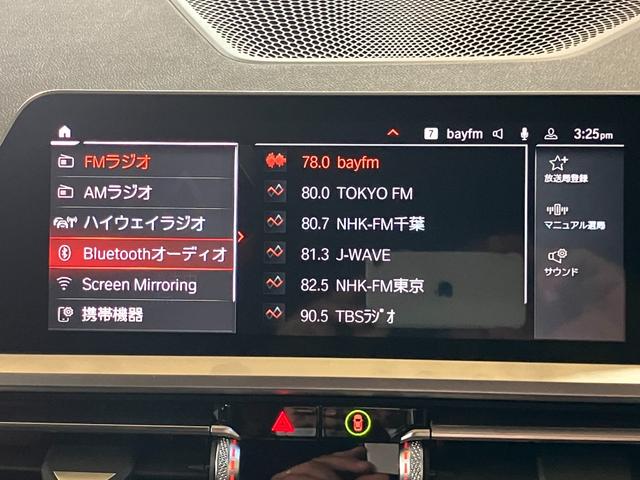 7 bayfm 3:25pm
FMラジオ
AMラジオ
ハイウェイラジオ
Bluetoothオーディオ
Screen Mirroring
携帯機器
78.0 bayfm
80.0 TOKYO FM
80.7 NHK-FM千葉
81.3 J-WAVE
82.5 NHK-FM東京
90.5 TBSﾗｼﾞｵ
放送局登録
マニュアル選局
サウンド